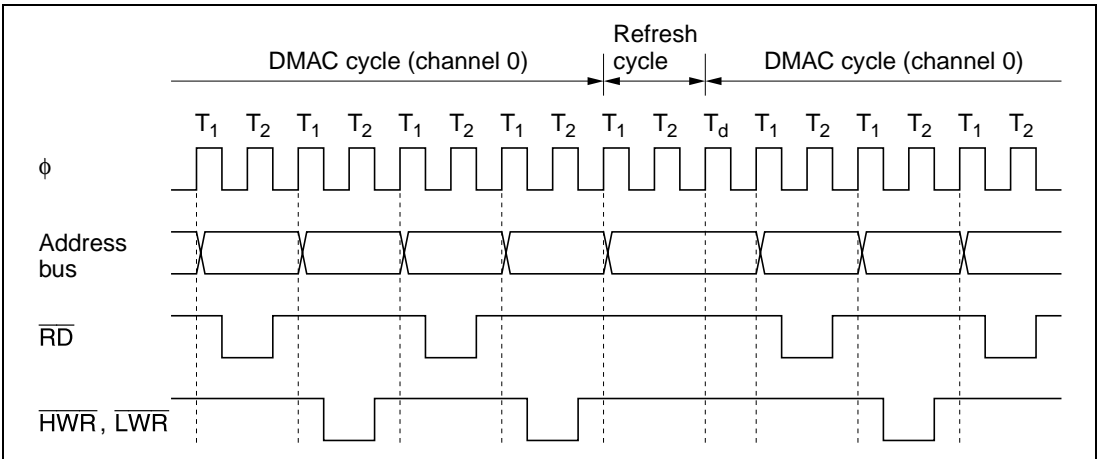 Refresh
DMAC cycle (channel 0) cycle DMAC cycle (channel 0)
T1 T2 T1 T2 T1 T2 T1 T2 T1 T2 Td T1 T2 T1 T2 T1 T2
φ
Address
bus
RD
HWR, LWR